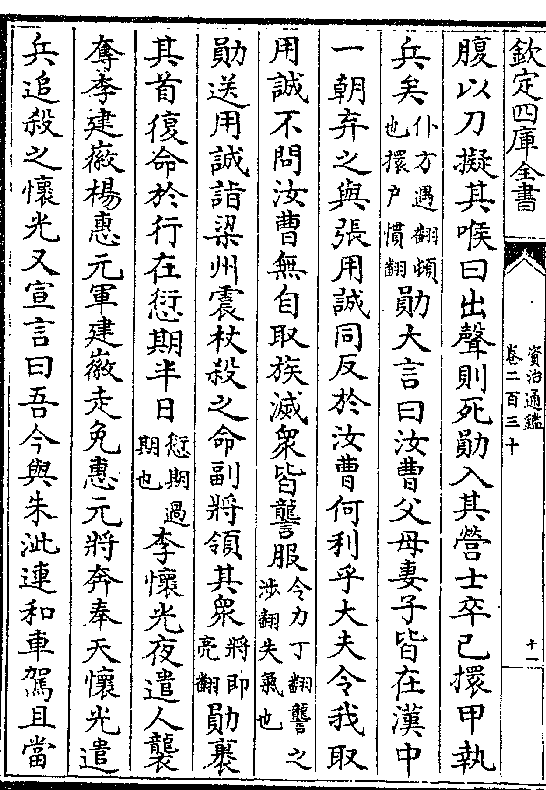 欽定四庫全書
資治通鑑
卷二百三十
十一
腹以刀擬其喉曰出聲則死勛入其營士卒已擐甲執
兵矣仆方遇翻頓也擐戶慣翻勛大言曰汝曹父母妻子皆在漢中
一朝弃之與張用誠同反於汝曹何利乎大夫令我取
用誠不問汝曹無自取族滅衆皆讋服令力丁翻讋之涉翻失氣也
勛送用誠詣梁州震杖殺之命副將領其衆將即亮翻勛裹
其首復命於行在愆期半日愆期過期也李懷光夜遣人襲
奪李建徽楊惠元軍建徽走免惠元將奔奉天懷光遣
兵追殺之懷光又宣言曰吾今與朱泚連和車駕且當